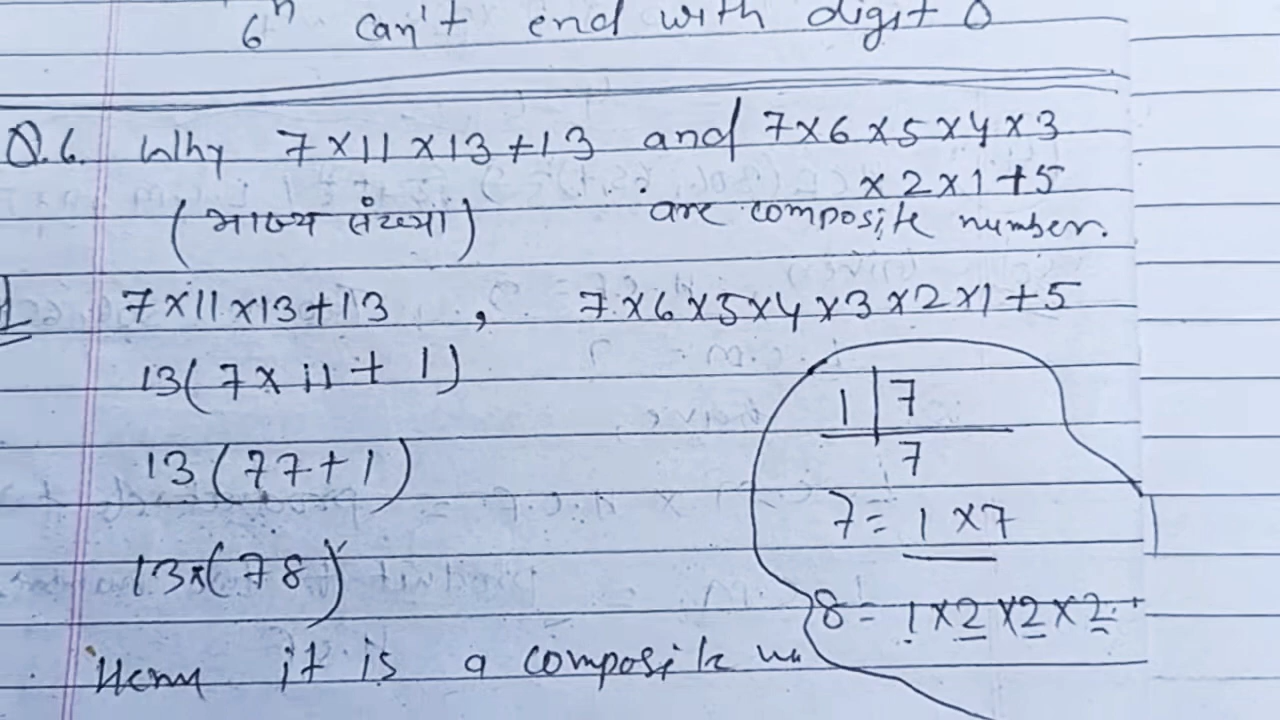 6ⁿ can't end with digit 0
Q.6. Why 7×11×13+13 and 7×6×5×4×3
×2×1+5
(भाज्य संख्या) are composite number.
7×11×13+13 , 7×6×5×4×3×2×1+5
13(7×11+1)
1 | 7
13(77+1)
7
7= 1×7
13×(78)
8= 1×2×2×2
it is a composite